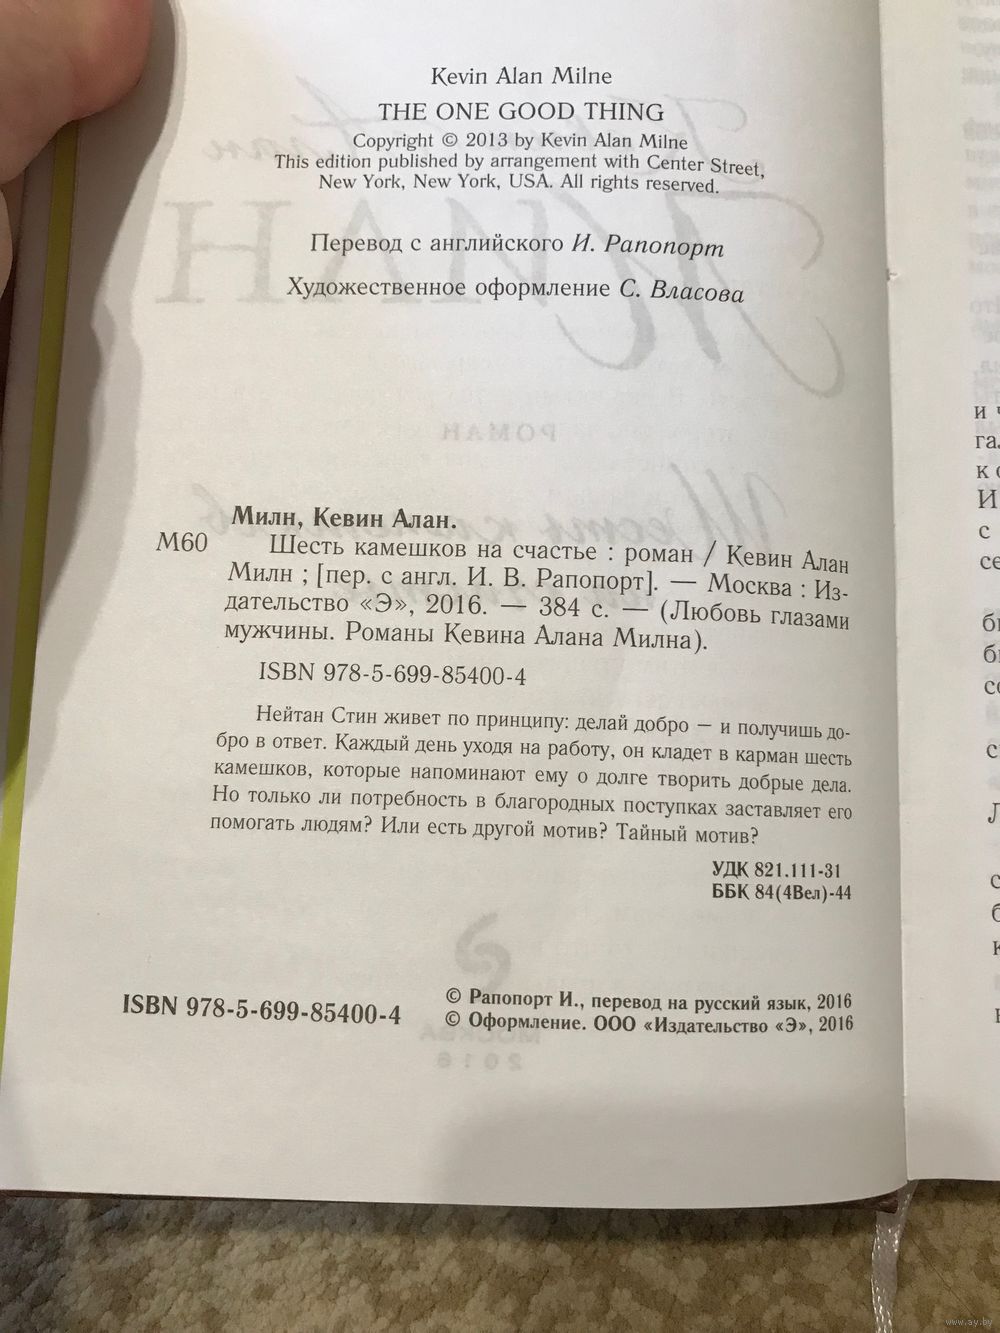 Kevin Alan Milne
THE ONE GOOD THING
Copyright © 2013 by Kevin Alan Milne
This edition published by arrangement with Center Street,
New York, New York, USA. All rights reserved.
Перевод с английского И. Рапопорт
Художественное оформление С. Власова
Милн, Кевин Алан.
М60 Шесть камешков на счастье : роман / Кевин Алан
Милн ; [пер. с англ. И. В. Рапопорт]. — Москва : Из-
дательство «Э», 2016. — 384 с. — (Любовь глазами
мужчины. Романы Кевина Алана Милна).
ISBN 978-5-699-85400-4
Нейтан Стин живет по принципу: делай добро — и получишь до-
бро в ответ. Каждый день уходя на работу, он кладет в карман шесть
камешков, которые напоминают ему о долге творить добрые дела.
Но только ли потребность в благородных поступках заставляет его
помогать людям? Или есть другой мотив? Тайный мотив?
УДК 821.111-31
ББК 84(4Вел)-44
ISBN 978-5-699-85400-4
© Рапопорт И., перевод на русский язык, 2016
© Оформление. ООО «Издательство «Э», 2016
www.ay.by